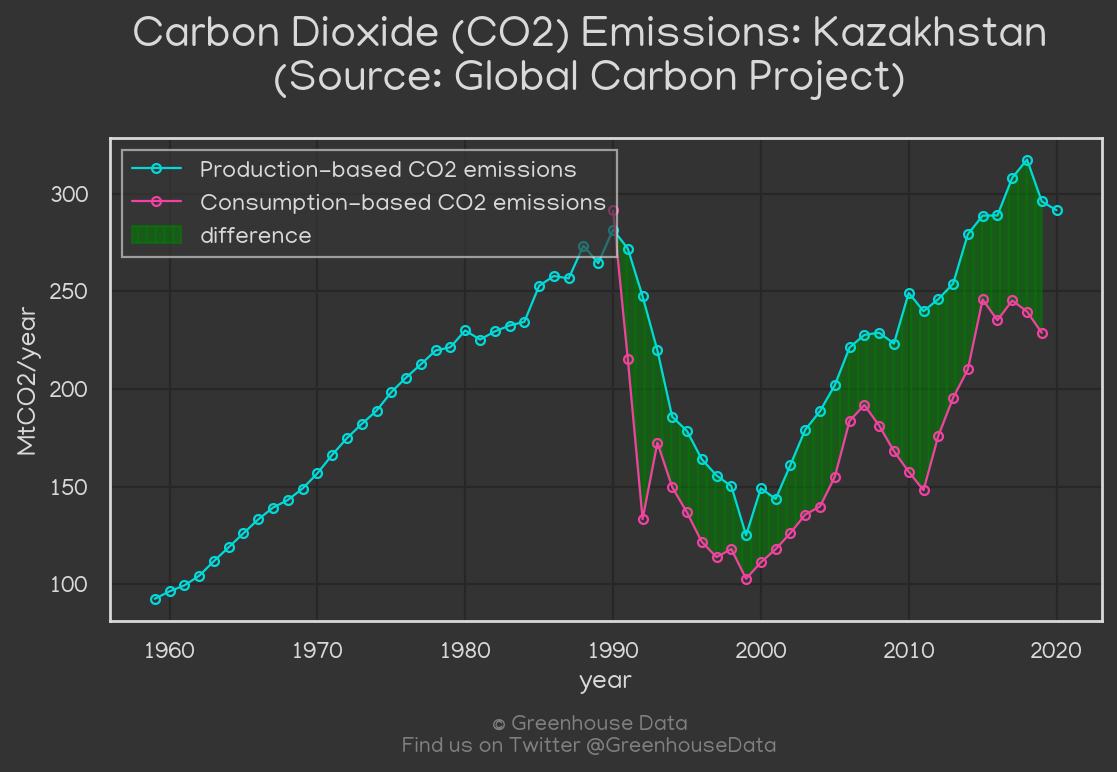 Carbon Dioxide (CO2) Emissions: Kazakhstan
(Source: Global Carbon Project)
Production-based CO2 emissions
Consumption-based CO2 emissions
difference
300
250
200
150
100
MtCO2/year
1960 1970 1980 1990 2000 2010 2020
year
© Greenhouse Data
Find us on Twitter @GreenhouseData